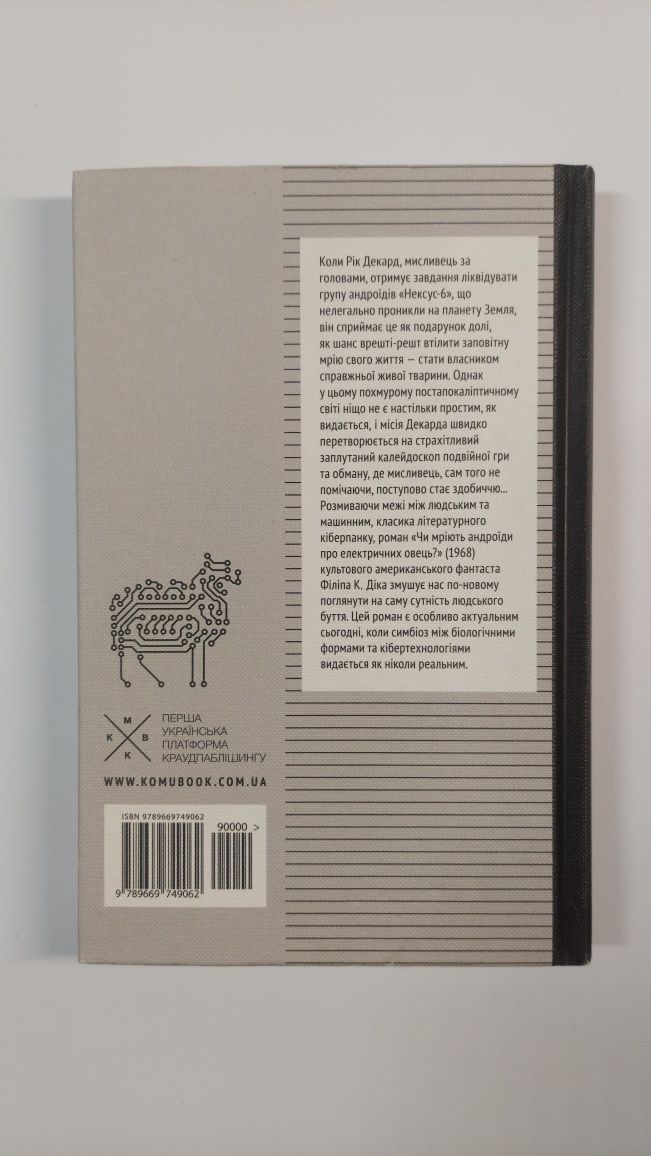 Коли Рік Декард, мисливець за
головами, отримує завдання ліквідувати
групу андроїдів «Нексус-6», що
нелегально проникли на планету Земля,
він сприймає це як подарунок долі,
як шанс врешті-решт втілити заповітну
мрію свого життя — стати власником
справжньої живої тварини. Однак
у цьому похмурому постапокаліптичному
світі ніщо не є настільки простим, як
видається, і місія Декарда швидко
перетворюється на страхітливий
заплутаний калейдоскоп подвійної гри
та обману, де мисливець, сам того не
помічаючи, поступово стає здобиччю...
Розмиваючи межі між людським та
машинним, класика літературного
кіберпанку, роман «Чи мріють андроїди
про електричних овець?» (1968)
культового американського фантаста
Філіпа К. Діка змушує нас по-новому
поглянути на саму сутність людського
буття. Цей роман є особливо актуальним
сьогодні, коли симбіоз між біологічними
формами та кібертехнологіями
видається як ніколи реальним.
М
К В
К
ПЕРША
УКРАЇНСЬКА
ПЛАТФОРМА
КРАУДПАБЛІШИНГУ
WWW.KOMUBOOK.COM.UA
ISBN 9789669749062
90000 >
9 789669 749062